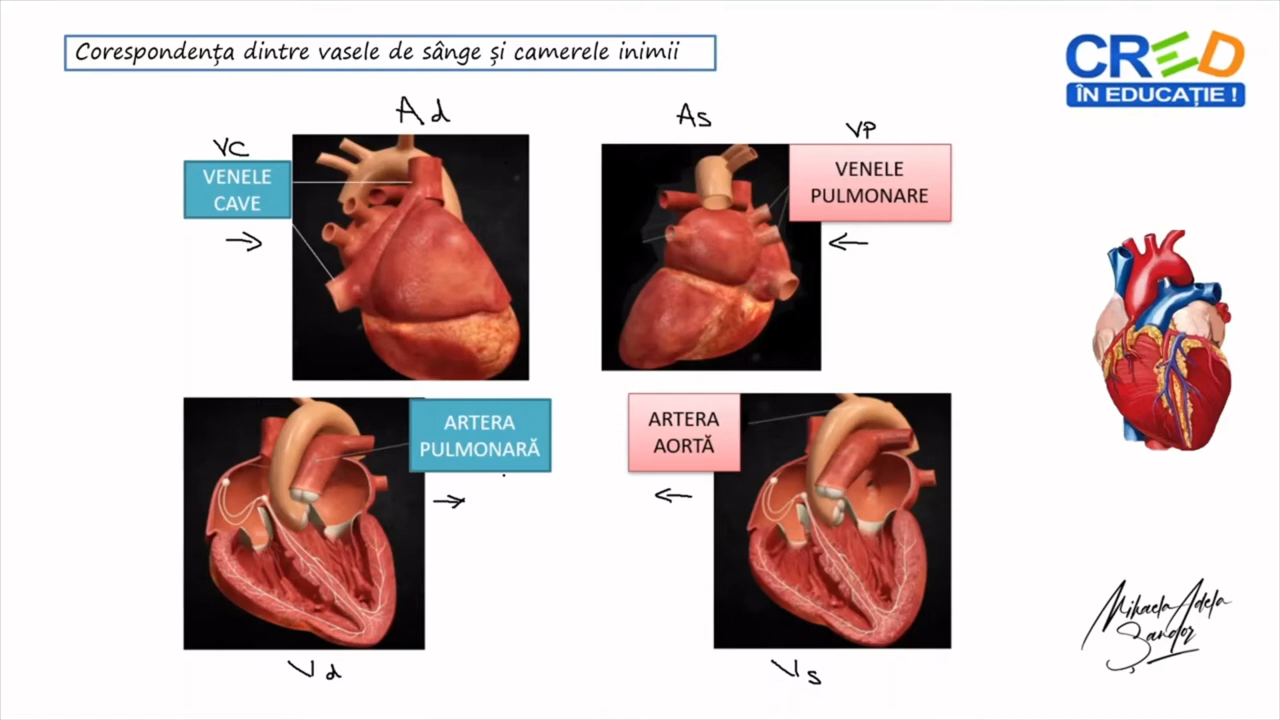 Corespondența dintre vasele de sânge și camerele inimii
CRED
ÎN EDUCAȚIE !
Ad
As
VC
VP
VENELE
CAVE
VENELE
PULMONARE
ARTERA
PULMONARĂ
ARTERA
AORTĂ
Vd
Vs
Mihaela Adela
Șandor